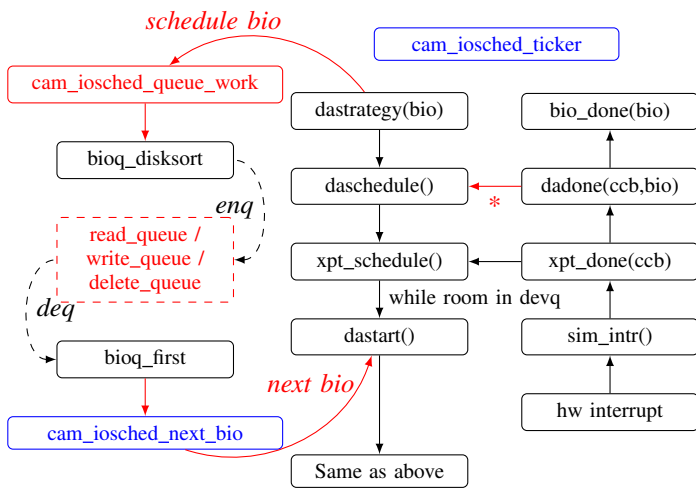 schedule bio
cam_iosched_ticker
cam_iosched_queue_work
dastrategy(bio)
bio_done(bio)
bioq_disksort
daschedule()
dadone(ccb,bio)
*
enq
read_queue /
write_queue /
delete_queue
xpt_schedule()
xpt_done(ccb)
while room in devq
deq
dastart()
sim_intr()
bioq_first
next bio
hw interrupt
cam_iosched_next_bio
Same as above